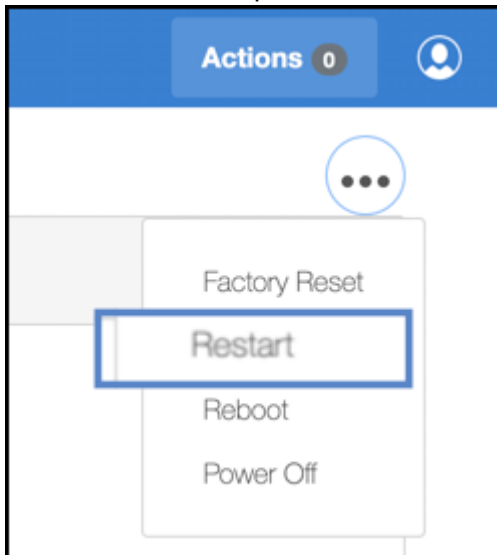 Actions 0
Factory Reset
Restart
Reboot
Power Off